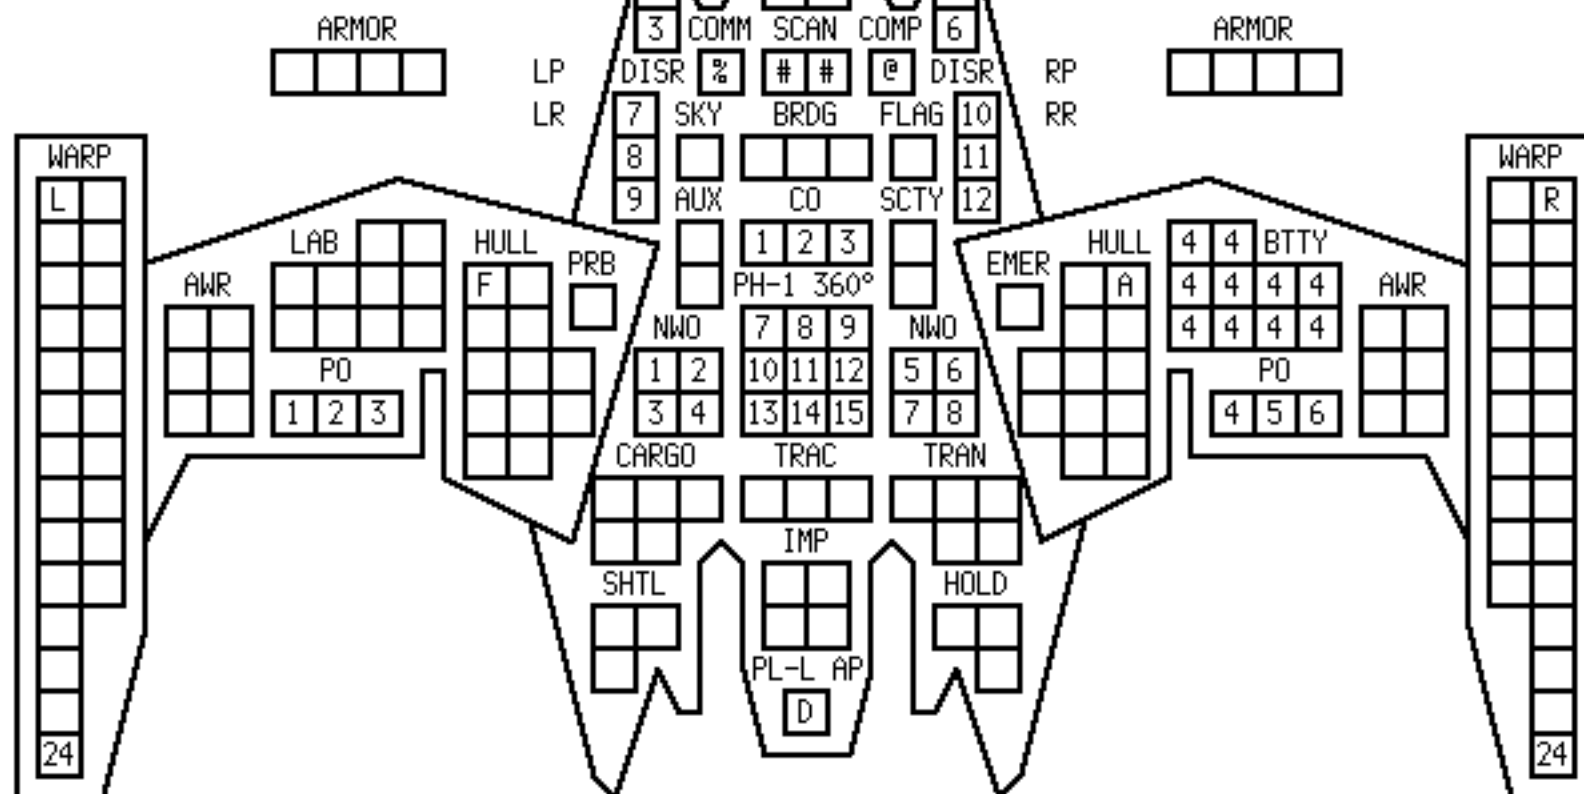 ARMOR 3 COMM SCAN COMP 6 ARMOR
LP DISR % # # @ DISR RP
LR 7 SKY BRDG FLAG 10 RR
WARP 8 11 WARP
L 9 AUX CO SCTY 12 R
LAB HULL 1 2 3 HULL 4 4 BTTY
AWR F PRB PH-1 360° EMER A 4 4 4 4 AWR
NWO 7 8 9 NWO 4 4 4 4
PO 1 2 10 11 12 5 6 PO
1 2 3 3 4 13 14 15 7 8 4 5 6
CARGO TRAC TRAN
IMP
SHTL HOLD
PL-L AP
D
24 24